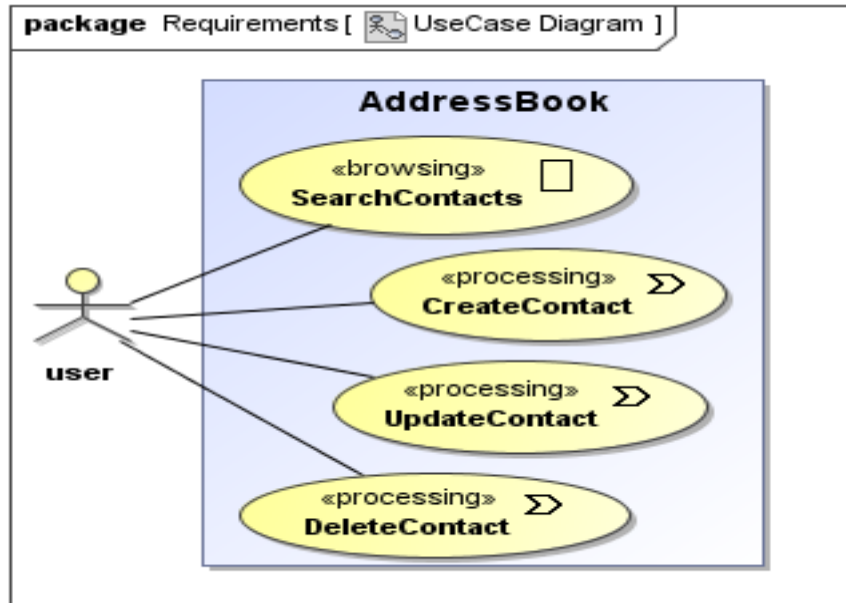 package Requirements [ UseCase Diagram ]
AddressBook
«browsing»
SearchContacts
«processing»
CreateContact
user
«processing»
UpdateContact
«processing»
DeleteContact